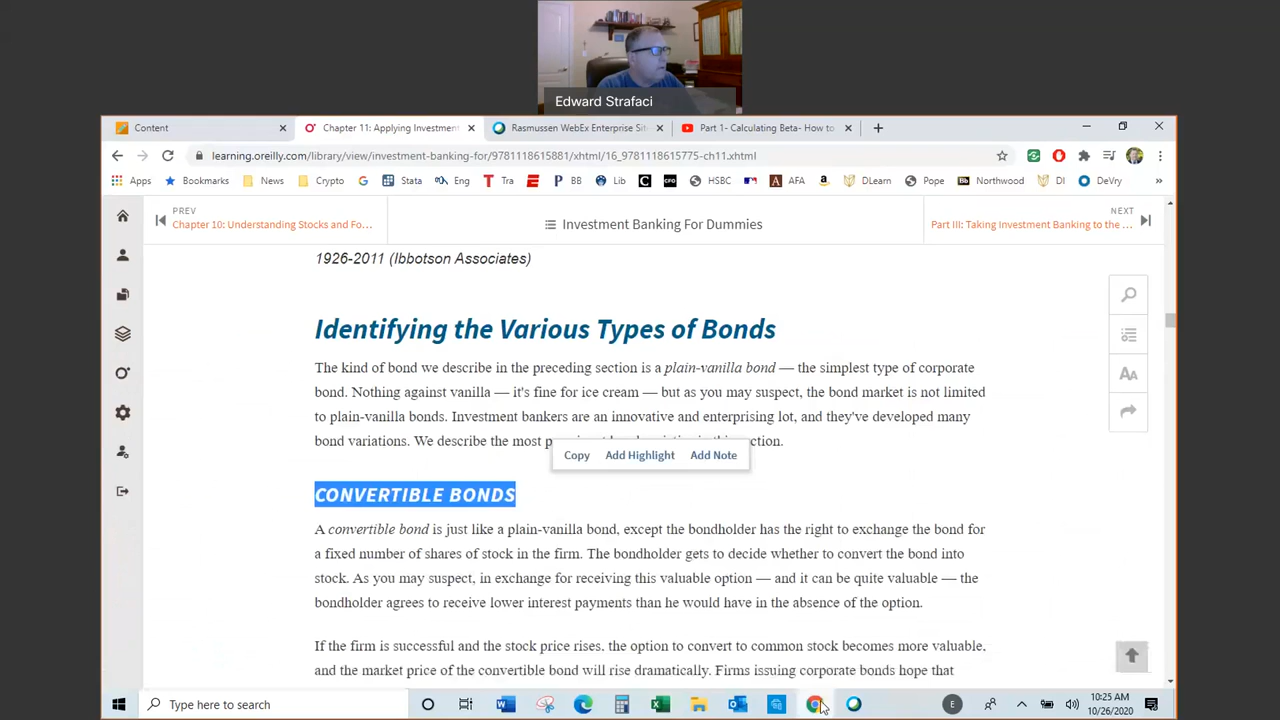 Edward Strafaci
Content
Chapter 11: Applying Investment
Rasmussen WebEx Enterprise Sit
Part 1- Calculating Beta- How to
learning.oreilly.com/library/view/investment-banking-for/9781118615881/xhtml/16_9781118615775-ch11.xhtml
Apps Bookmarks News Crypto Stata Eng Tra BB Lib HSBC AFA DLearn Pope Northwood DI DeVry »
PREV
Chapter 10: Understanding Stocks and Fo...
Investment Banking For Dummies
NEXT
Part III: Taking Investment Banking to the ...
1926-2011 (Ibbotson Associates)
Identifying the Various Types of Bonds
The kind of bond we describe in the preceding section is a plain-vanilla bond — the simplest type of corporate
bond. Nothing against vanilla — it's fine for ice cream — but as you may suspect, the bond market is not limited
to plain-vanilla bonds. Investment bankers are an innovative and enterprising lot, and they've developed many
bond variations. We describe the most
Copy Add Highlight Add Note
CONVERTIBLE BONDS
A convertible bond is just like a plain-vanilla bond, except the bondholder has the right to exchange the bond for
a fixed number of shares of stock in the firm. The bondholder gets to decide whether to convert the bond into
stock. As you may suspect, in exchange for receiving this valuable option — and it can be quite valuable — the
bondholder agrees to receive lower interest payments than he would have in the absence of the option.
If the firm is successful and the stock price rises, the option to convert to common stock becomes more valuable,
and the market price of the convertible bond will rise dramatically. Firms issuing corporate bonds hope that
AA
Type here to search
E
10:25 AM
10/26/2020